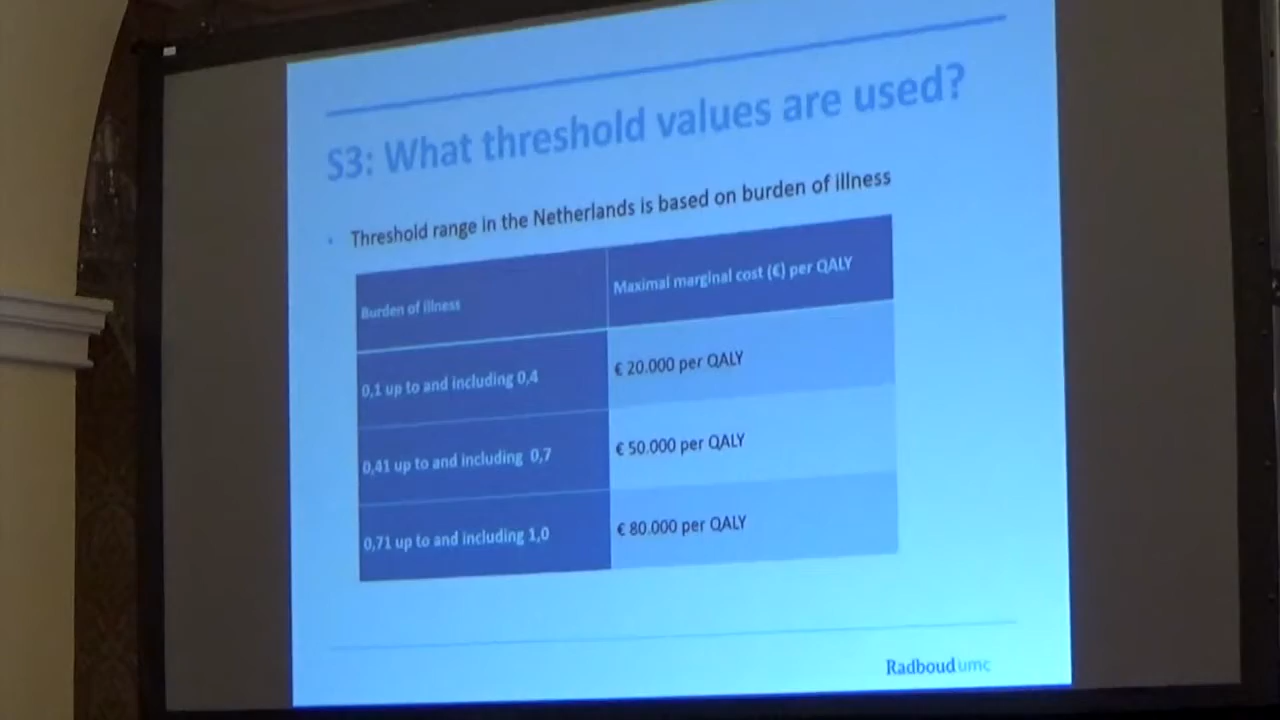 S3: What threshold values are used?
Threshold range in the Netherlands is based on burden of illness
Burden of illness
Maximal marginal cost (€) per QALY
0,1 up to and including 0,4
€ 20.000 per QALY
0,41 up to and including 0,7
€ 50.000 per QALY
0,71 up to and including 1,0
€ 80.000 per QALY
Radboudumc